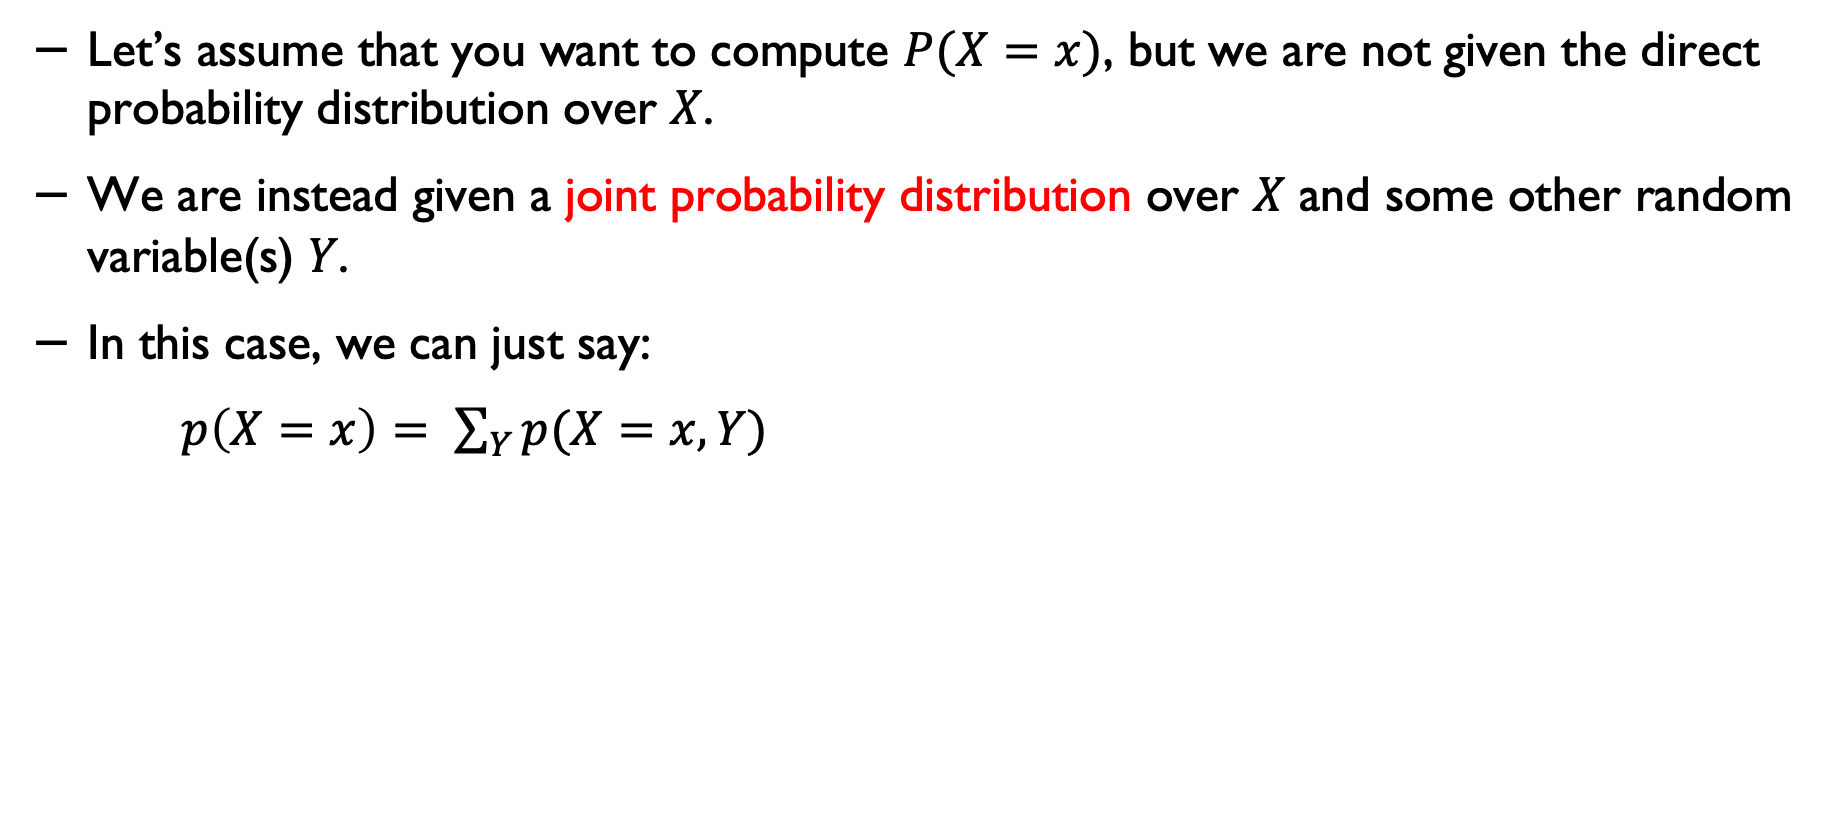 – Let’s assume that you want to compute P(X = x), but we are not given the direct
probability distribution over X.
– We are instead given a joint probability distribution over X and some other random
variable(s) Y.
– In this case, we can just say:
p(X = x) = ∑_Y p(X = x, Y)